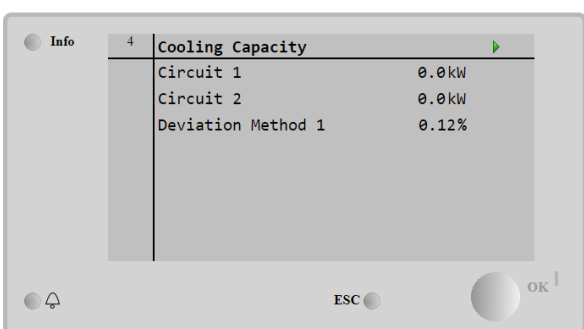 Info
4 Cooling Capacity
Circuit 1 0.0kW
Circuit 2 0.0kW
Deviation Method 1 0.12%
ESC
OK